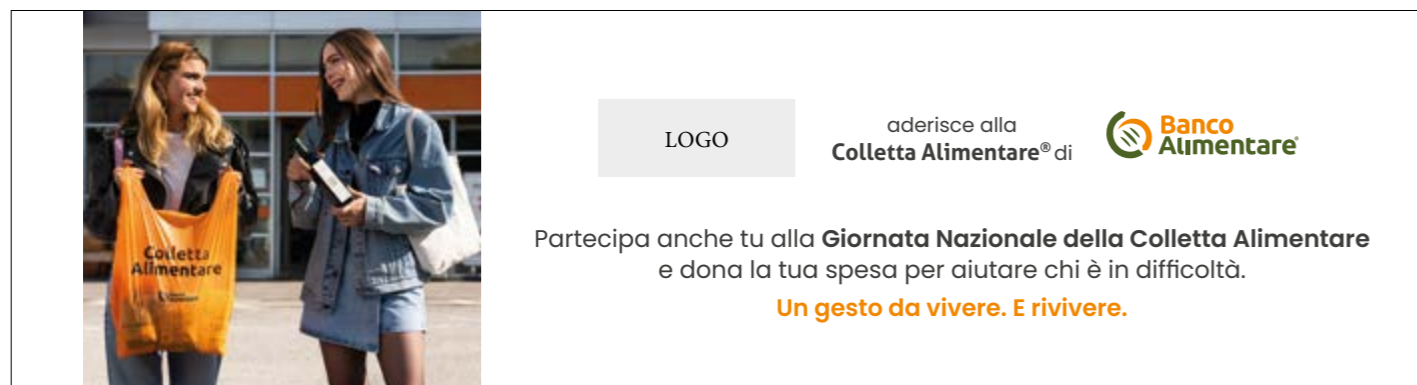 LOGO
aderisce alla
Colletta Alimentare® di
Banco
Alimentare®
Partecipa anche tu alla Giornata Nazionale della Colletta Alimentare
e dona la tua spesa per aiutare chi è in difficoltà.
Un gesto da vivere. E rivivere.
Colletta
Alimentare